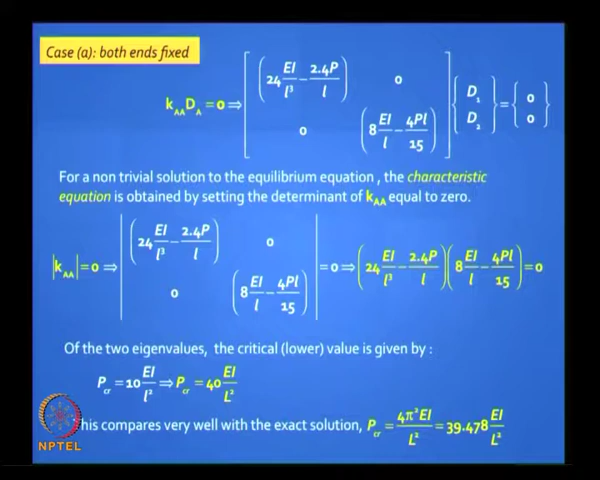 Case (a): both ends fixed
k_AA D_A = 0 ⇒ [ (24 EI/l³ − 2.4P/l) 0 ; 0 (8 EI/l − 4Pl/15) ] { D₁ ; D₂ } = { 0 ; 0 }
For a non trivial solution to the equilibrium equation , the characteristic
equation is obtained by setting the determinant of k_AA equal to zero.
|k_AA| = 0 ⇒ | (24 EI/l³ − 2.4P/l) 0 ; 0 (8 EI/l − 4Pl/15) | = 0 ⇒ (24 EI/l³ − 2.4P/l)(8 EI/l − 4Pl/15) = 0
Of the two eigenvalues, the critical (lower) value is given by :
P_cr = 10 EI/l² ⇒ P_cr = 40 EI/L²
This compares very well with the exact solution, P_cr = 4π²EI/L² = 39.478 EI/L²
NPTEL